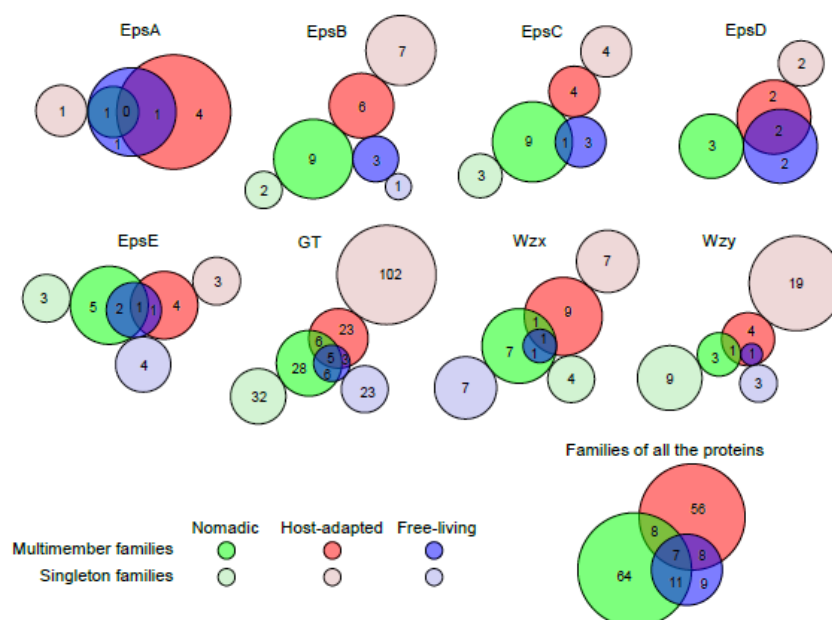 EpsA EpsB EpsC EpsD
1 1 0 1 4 1
7 6 9 3 2 1
4 4 9 1 3 3
2 2 3 2 2
EpsE GT Wzx Wzy
3 5 2 1 1 4 3 4
102 23 6 28 5 3 6 32 23
7 9 1 7 1 1 7 4
19 4 3 1 1 9 3
Families of all the proteins
56
8
7 8
64 11 9
Nomadic Host-adapted Free-living
Multimember families
Singleton families